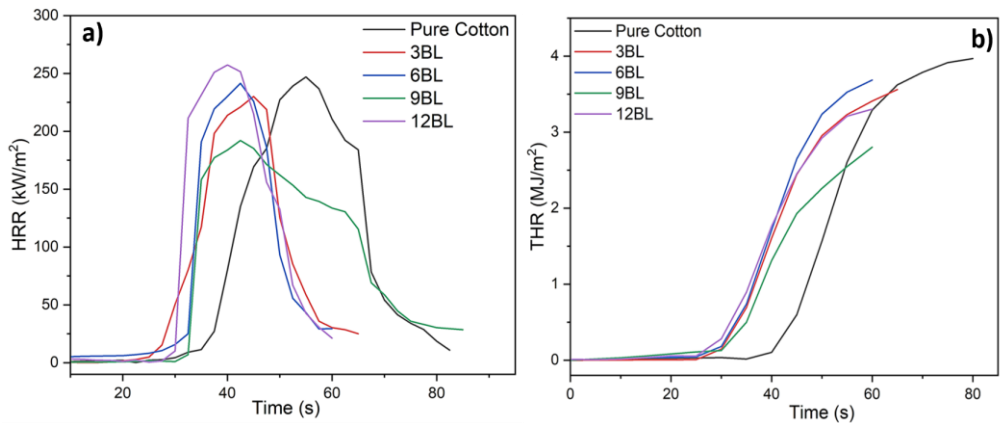 a)
HRR (kW/m²)
300
250
200
150
100
50
0
20
40
60
80
Time (s)
Pure Cotton
3BL
6BL
9BL
12BL
b)
THR (MJ/m²)
4
3
2
1
0
0
20
40
60
80
Time (s)
Pure Cotton
3BL
6BL
9BL
12BL